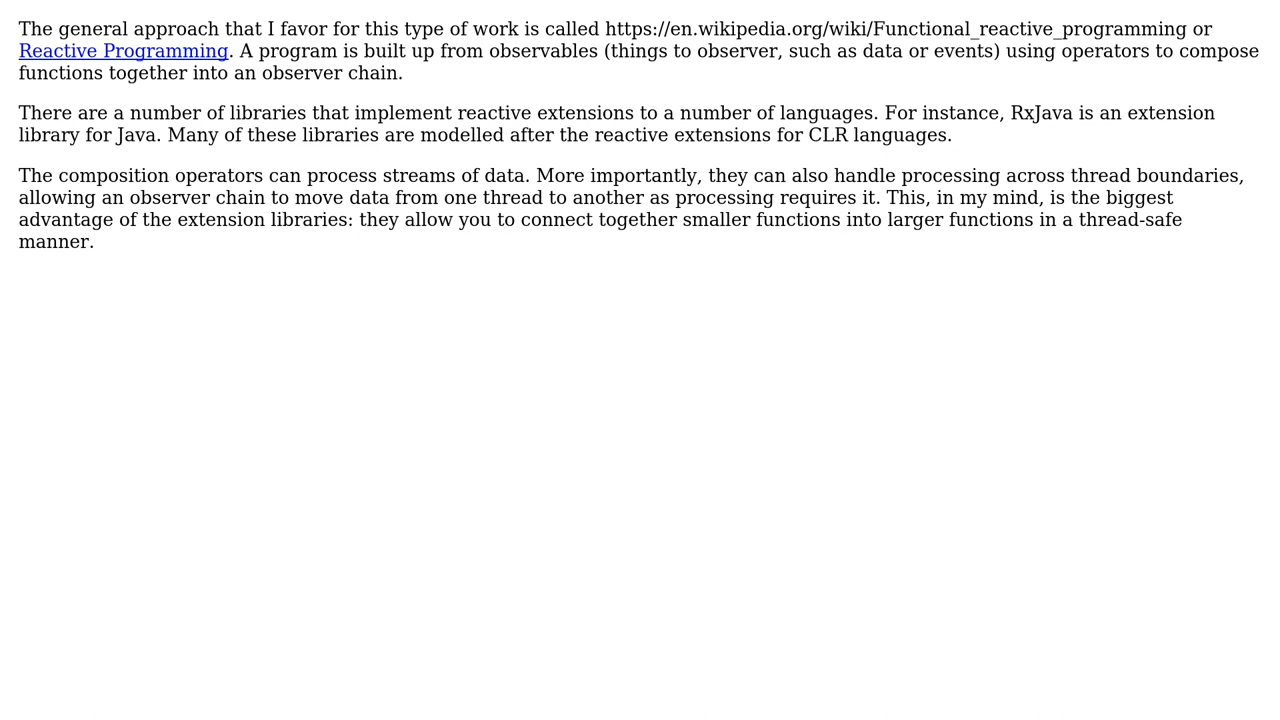 The general approach that I favor for this type of work is called https://en.wikipedia.org/wiki/Functional_reactive_programming or
Reactive Programming. A program is built up from observables (things to observer, such as data or events) using operators to compose
functions together into an observer chain.
There are a number of libraries that implement reactive extensions to a number of languages. For instance, RxJava is an extension
library for Java. Many of these libraries are modelled after the reactive extensions for CLR languages.
The composition operators can process streams of data. More importantly, they can also handle processing across thread boundaries,
allowing an observer chain to move data from one thread to another as processing requires it. This, in my mind, is the biggest
advantage of the extension libraries: they allow you to connect together smaller functions into larger functions in a thread-safe
manner.